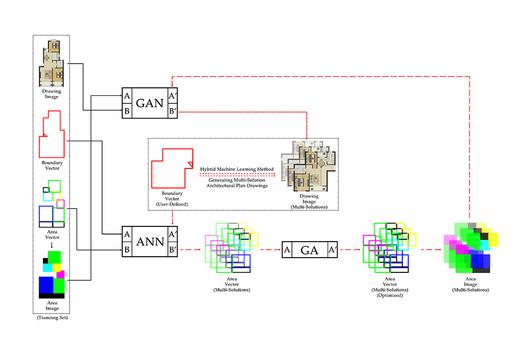 Drawing
Image
Boundary
Vector
Area
Vector
Area
Image
(Training Set)
A
B
GAN
A'
B'
Hybrid Machine Learning Method
Generating Multi-Solution
Architectural Plan Drawings
Boundary
Vector
(User-Defined)
Drawing
Image
(Multi-Solutions)
A
B
ANN
A'
B'
Area
Vector
(Multi-Solutions)
A
GA
A'
Area
Vector
(Multi-Solutions)
(Optimized)
Area
Image
(Multi-Solutions)